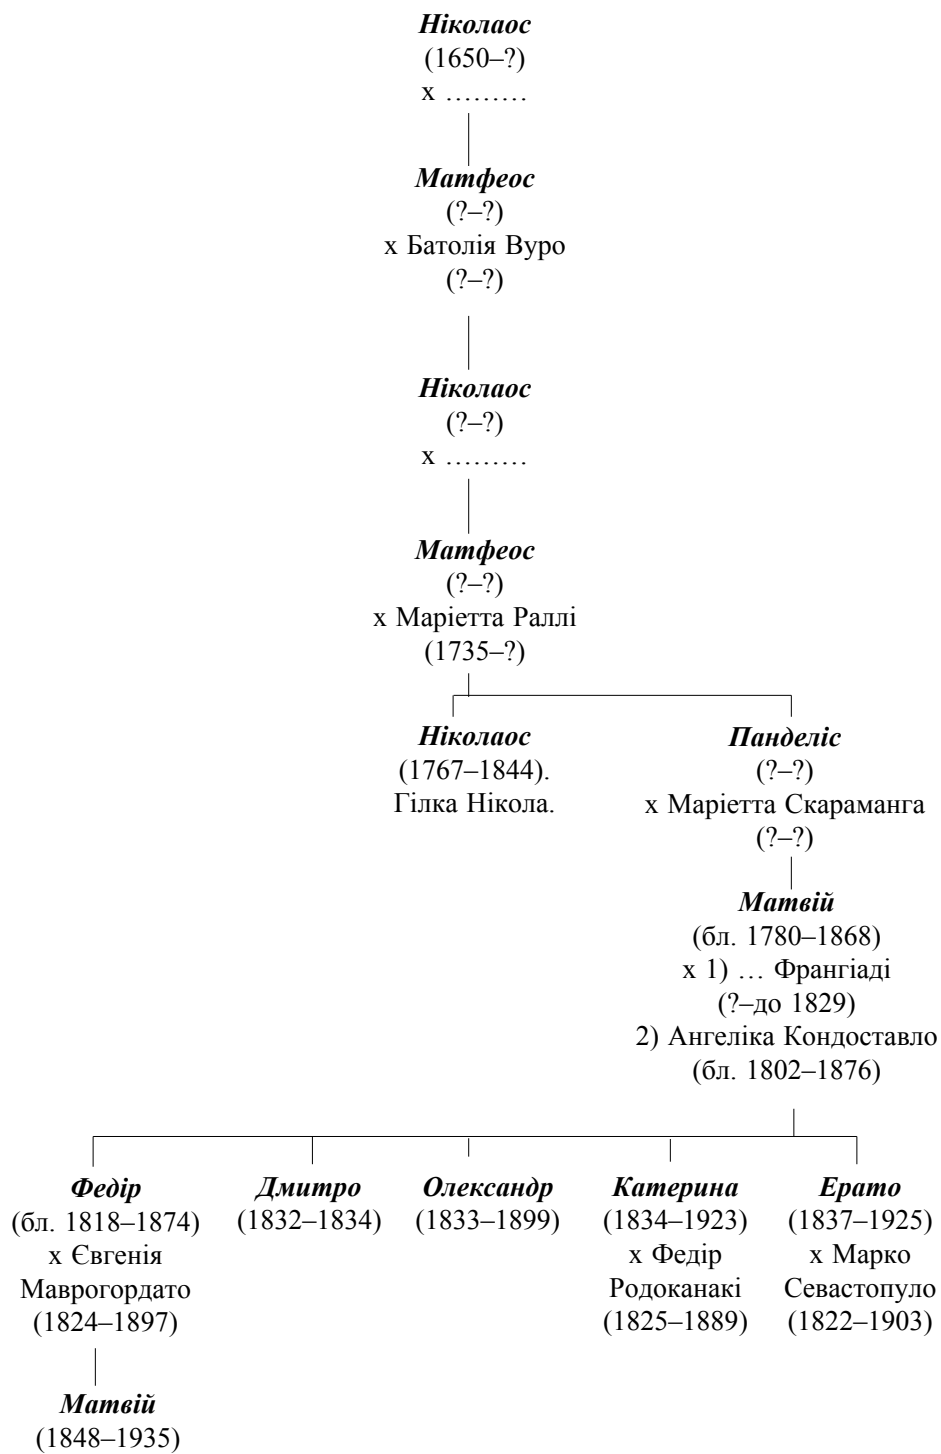 Ніколаос
(1650–?)
х ………
Матфеос
(?–?)
х Батолія Вуро
(?–?)
Ніколаос
(?–?)
х ………
Матфеос
(?–?)
х Маріетта Раллі
(1735–?)
Ніколаос
(1767–1844).
Гілка Нікола.
Панделіс
(?–?)
х Маріетта Скараманга
(?–?)
Матвій
(бл. 1780–1868)
х 1) … Франгіаді
(?–до 1829)
2) Ангеліка Кондоставло
(бл. 1802–1876)
Федір
(бл. 1818–1874)
х Євгенія
Маврогордато
(1824–1897)
Дмитро
(1832–1834)
Олександр
(1833–1899)
Катерина
(1834–1923)
х Федір
Родоканакі
(1825–1889)
Ерато
(1837–1925)
х Марко
Севастопуло
(1822–1903)
Матвій
(1848–1935)